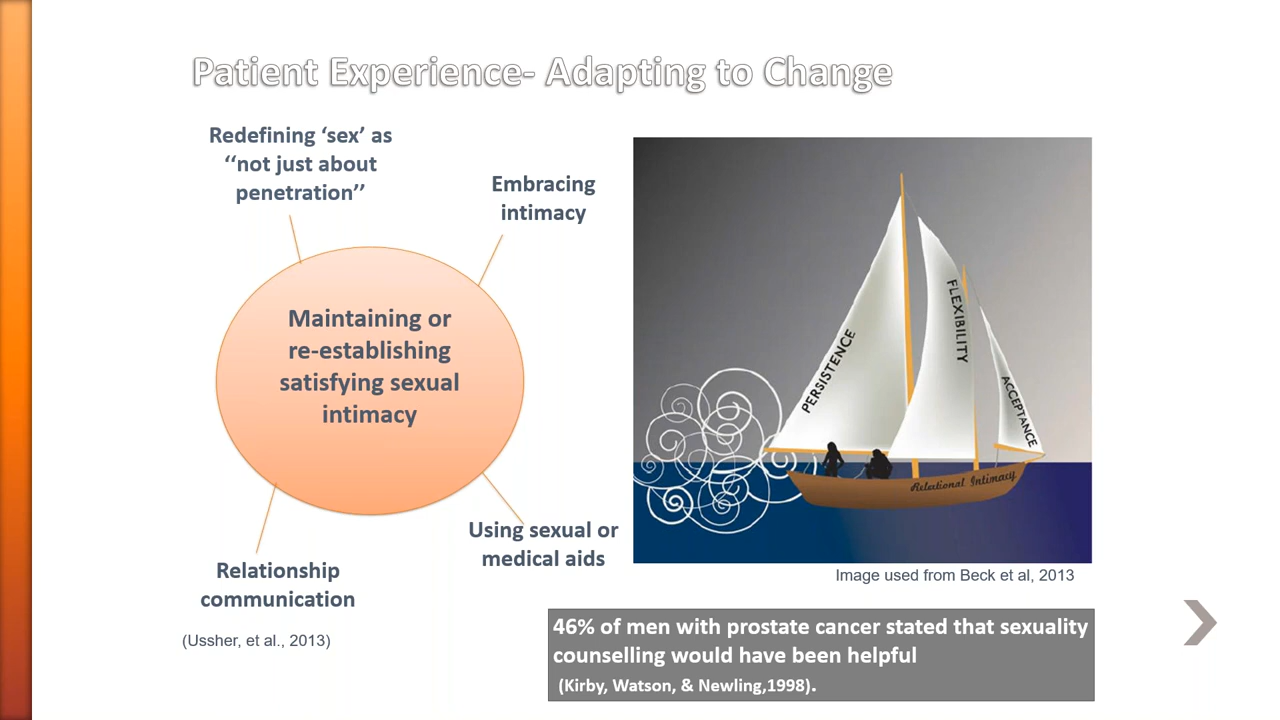 Patient Experience- Adapting to Change
Redefining ‘sex’ as
‘‘not just about
penetration’’
Embracing
intimacy
Maintaining or
re-establishing
satisfying sexual
intimacy
Using sexual or
medical aids
Relationship
communication
(Ussher, et al., 2013)
PERSISTENCE
FLEXIBILITY
ACCEPTANCE
Relational Intimacy
Image used from Beck et al, 2013
46% of men with prostate cancer stated that sexuality
counselling would have been helpful
(Kirby, Watson, & Newling,1998).